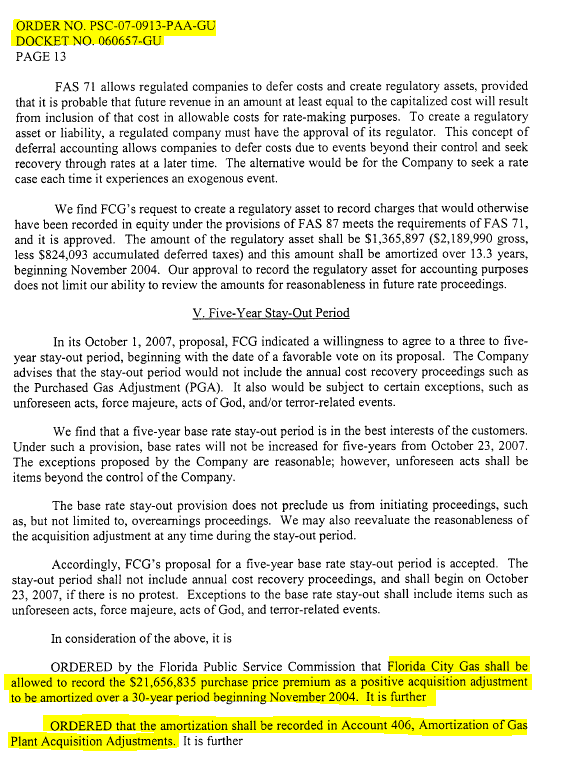 ORDER NO. PSC-07-0913-PAA-GU
DOCKET NO. 060657-GU
PAGE 13
FAS 71 allows regulated companies to defer costs and create regulatory assets, provided
that it is probable that future revenue in an amount at least equal to the capitalized cost will result
from inclusion of that cost in allowable costs for rate-making purposes. To create a regulatory
asset or liability, a regulated company must have the approval of its regulator. This concept of
deferral accounting allows companies to defer costs due to events beyond their control and seek
recovery through rates at a later time. The alternative would be for the Company to seek a rate
case each time it experiences an exogenous event.
We find FCG's request to create a regulatory asset to record charges that would otherwise
have been recorded in equity under the provisions of FAS 87 meets the requirements of FAS 71,
and it is approved. The amount of the regulatory asset shall be $1,365,897 ($2,189,990 gross,
less $824,093 accumulated deferred taxes) and this amount shall be amortized over 13.3 years,
beginning November 2004. Our approval to record the regulatory asset for accounting purposes
does not limit our ability to review the amounts for reasonableness in future rate proceedings.
V. Five-Year Stay-Out Period
In its October 1, 2007, proposal, FCG indicated a willingness to agree to a three to five-
year stay-out period, beginning with the date of a favorable vote on its proposal. The Company
advises that the stay-out period would not include the annual cost recovery proceedings such as
the Purchased Gas Adjustment (PGA). It also would be subject to certain exceptions, such as
unforeseen acts, force majeure, acts of God, and/or terror-related events.
We find that a five-year base rate stay-out period is in the best interests of the customers.
Under such a provision, base rates will not be increased for five-years from October 23, 2007.
The exceptions proposed by the Company are reasonable; however, unforeseen acts shall be
items beyond the control of the Company.
The base rate stay-out provision does not preclude us from initiating proceedings, such
as, but not limited to, overearnings proceedings. We may also reevaluate the reasonableness of
the acquisition adjustment at any time during the stay-out period.
Accordingly, FCG's proposal for a five-year base rate stay-out period is accepted. The
stay-out period shall not include annual cost recovery proceedings, and shall begin on October
23, 2007, if there is no protest. Exceptions to the base rate stay-out shall include items such as
unforeseen acts, force majeure, acts of God, and terror-related events.
In consideration of the above, it is
ORDERED by the Florida Public Service Commission that Florida City Gas shall be
allowed to record the $21,656,835 purchase price premium as a positive acquisition adjustment
to be amortized over a 30-year period beginning November 2004. It is further
ORDERED that the amortization shall be recorded in Account 406, Amortization of Gas
Plant Acquisition Adjustments. It is further